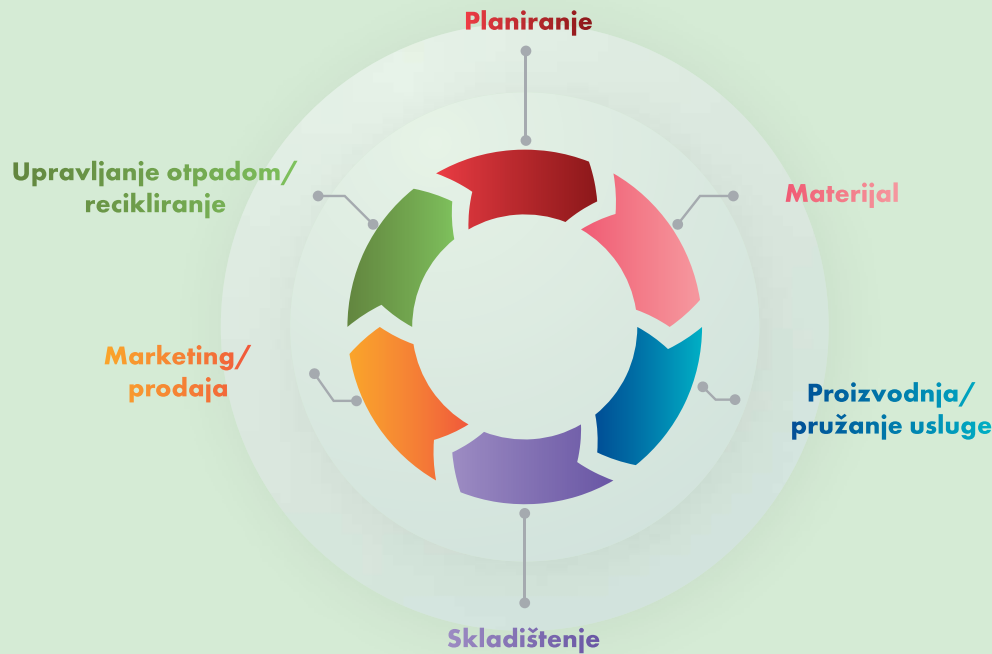 Planiranje
Materijal
Proizvodnja/
pružanje usluge
Skladištenje
Marketing/
prodaja
Upravljanje otpadom/
recikliranje